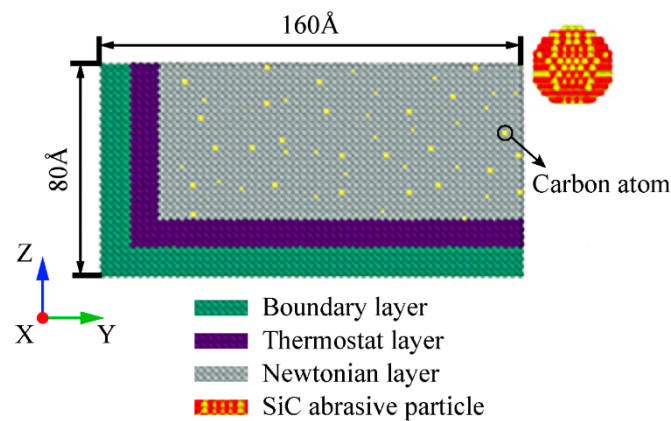 160Å
80Å
Carbon atom
Z
X
Y
Boundary layer
Thermostat layer
Newtonian layer
SiC abrasive particle